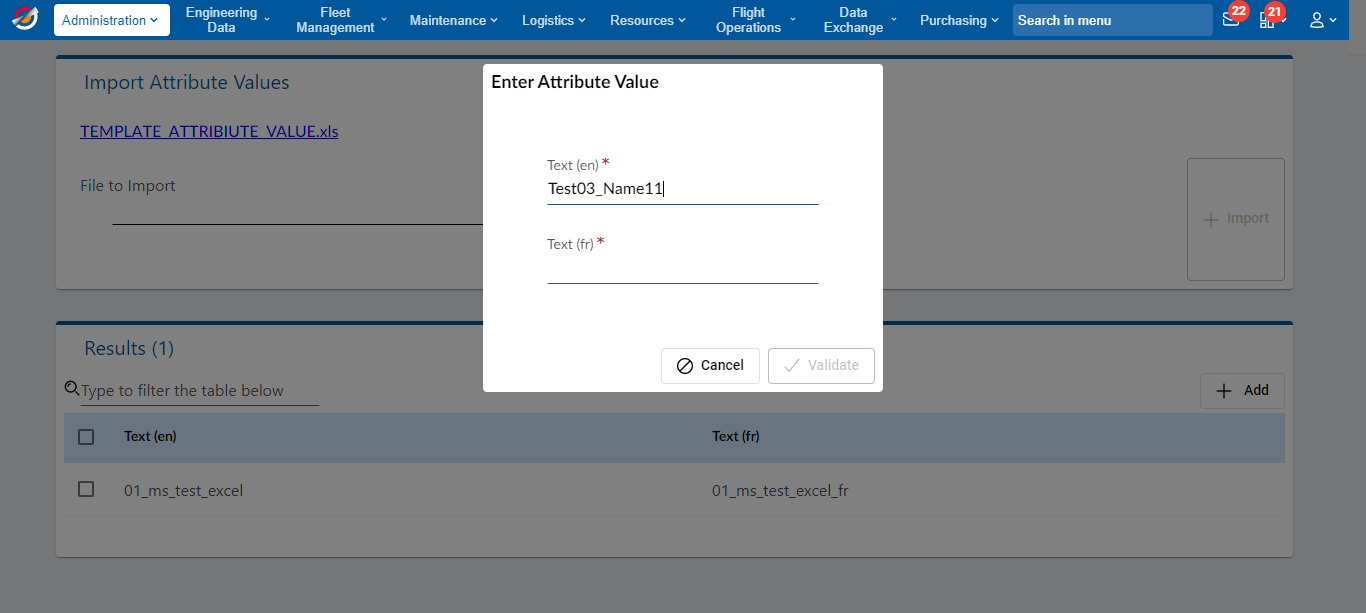 Administration
Engineering
Data
Fleet
Management
Maintenance
Logistics
Resources
Flight
Operations
Data
Exchange
Purchasing
Search in menu
22
21
Import Attribute Values
TEMPLATE_ATTRIBIUTE_VALUE.xls
File to Import
Import
Enter Attribute Value
Text (en) *
Test03_Name11
Text (fr) *
Cancel
Validate
Results (1)
Type to filter the table below
Add
Text (en) Text (fr)
01_ms_test_excel 01_ms_test_excel_fr